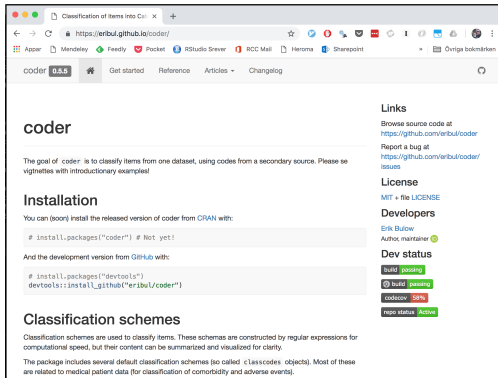 Classification of items into Cat
https://eribul.github.io/coder/
Appar Mendeley Feedly Pocket RStudio Srever RCC Mail Heroma Sharepoint » Övriga bokmärken
coder 0.5.5 Get started Reference Articles Changelog
coder
The goal of coder is to classify items from one dataset, using codes from a secondary source. Please se
vigtnettes with introductionary examples!
Installation
You can (soon) install the released version of coder from CRAN with:
# install.packages("coder") # Not yet!
And the development version from GitHub with:
# install.packages("devtools")
devtools::install_github("eribul/coder")
Classification schemes
Classification schemes are used to classify items. These schemas are constructed by regular expressions for
computational speed, but their content can be summarized and visualized for clarity.
The package includes several default classification schemes (so called classcodes objects). Most of these
are related to medical patient data (for classification of comorbidity and adverse events).
Links
Browse source code at
https://github.com/eribul/coder
Report a bug at
https://github.com/eribul/coder/
issues
License
MIT + file LICENSE
Developers
Erik Bulow
Author, maintainer iD
Dev status
build passing
build passing
codecov 58%
repo status Active